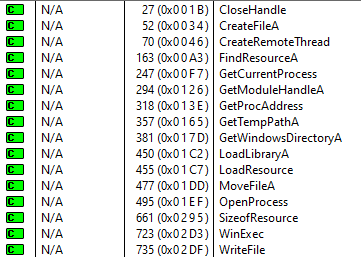 C N/A 27 (0x001B) CloseHandle
C N/A 52 (0x0034) CreateFileA
C N/A 70 (0x0046) CreateRemoteThread
C N/A 163 (0x00A3) FindResourceA
C N/A 247 (0x00F7) GetCurrentProcess
C N/A 294 (0x0126) GetModuleHandleA
C N/A 318 (0x013E) GetProcAddress
C N/A 357 (0x0165) GetTempPathA
C N/A 381 (0x017D) GetWindowsDirectoryA
C N/A 450 (0x01C2) LoadLibraryA
C N/A 455 (0x01C7) LoadResource
C N/A 477 (0x01DD) MoveFileA
C N/A 495 (0x01EF) OpenProcess
C N/A 661 (0x0295) SizeofResource
C N/A 723 (0x02D3) WinExec
C N/A 735 (0x02DF) WriteFile